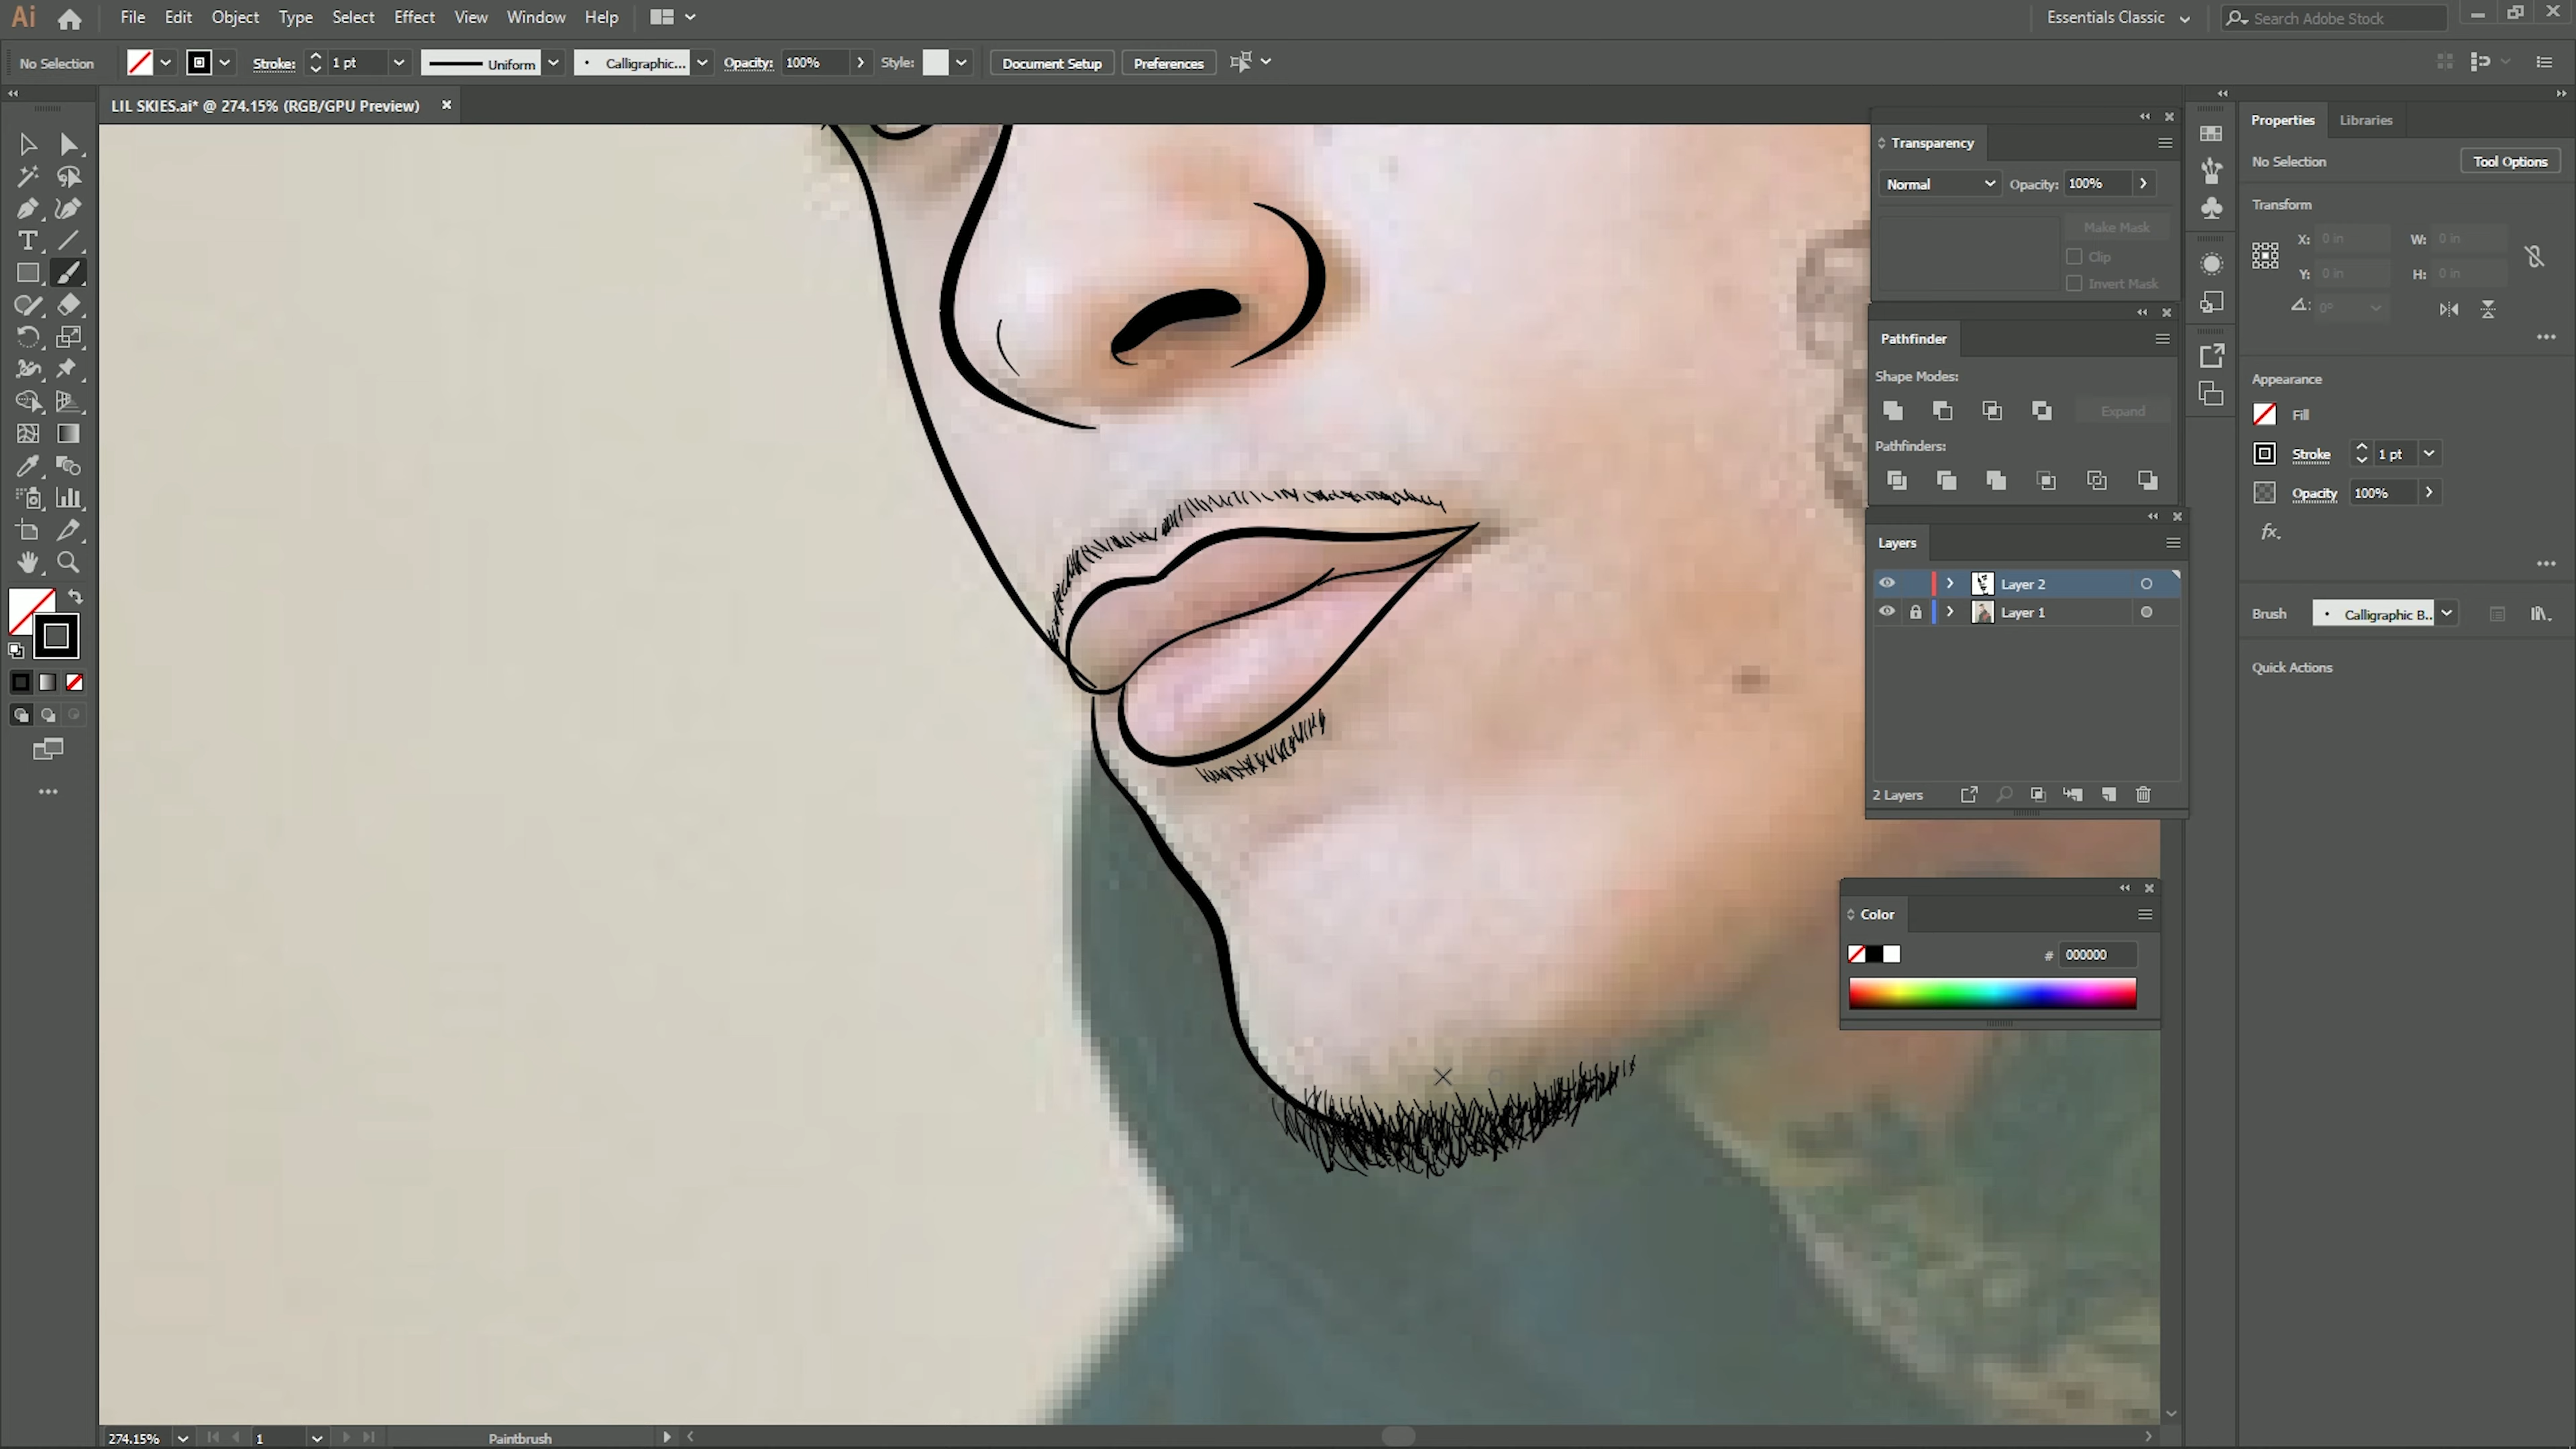 Ai File Edit Object Type Select Effect View Window Help Essentials Classic Search Adobe Stock
No Selection Stroke: 1 pt Uniform Calligraphic... Opacity: 100% Style: Document Setup Preferences
LIL SKIES.ai* @ 274.15% (RGB/GPU Preview)
Transparency
Normal Opacity: 100%
Make Mask
Clip
Invert Mask
Pathfinder
Shape Modes:
Expand
Pathfinders:
Layers
Layer 2
Layer 1
2 Layers
Color
# 000000
Properties Libraries
No Selection Tool Options
Transform
X: 0 in W: 0 in
Y: 0 in H: 0 in
0°
Appearance
Fill
Stroke 1 pt
Opacity 100%
fx.
Brush Calligraphic B..
Quick Actions
274.15% 1 Paintbrush